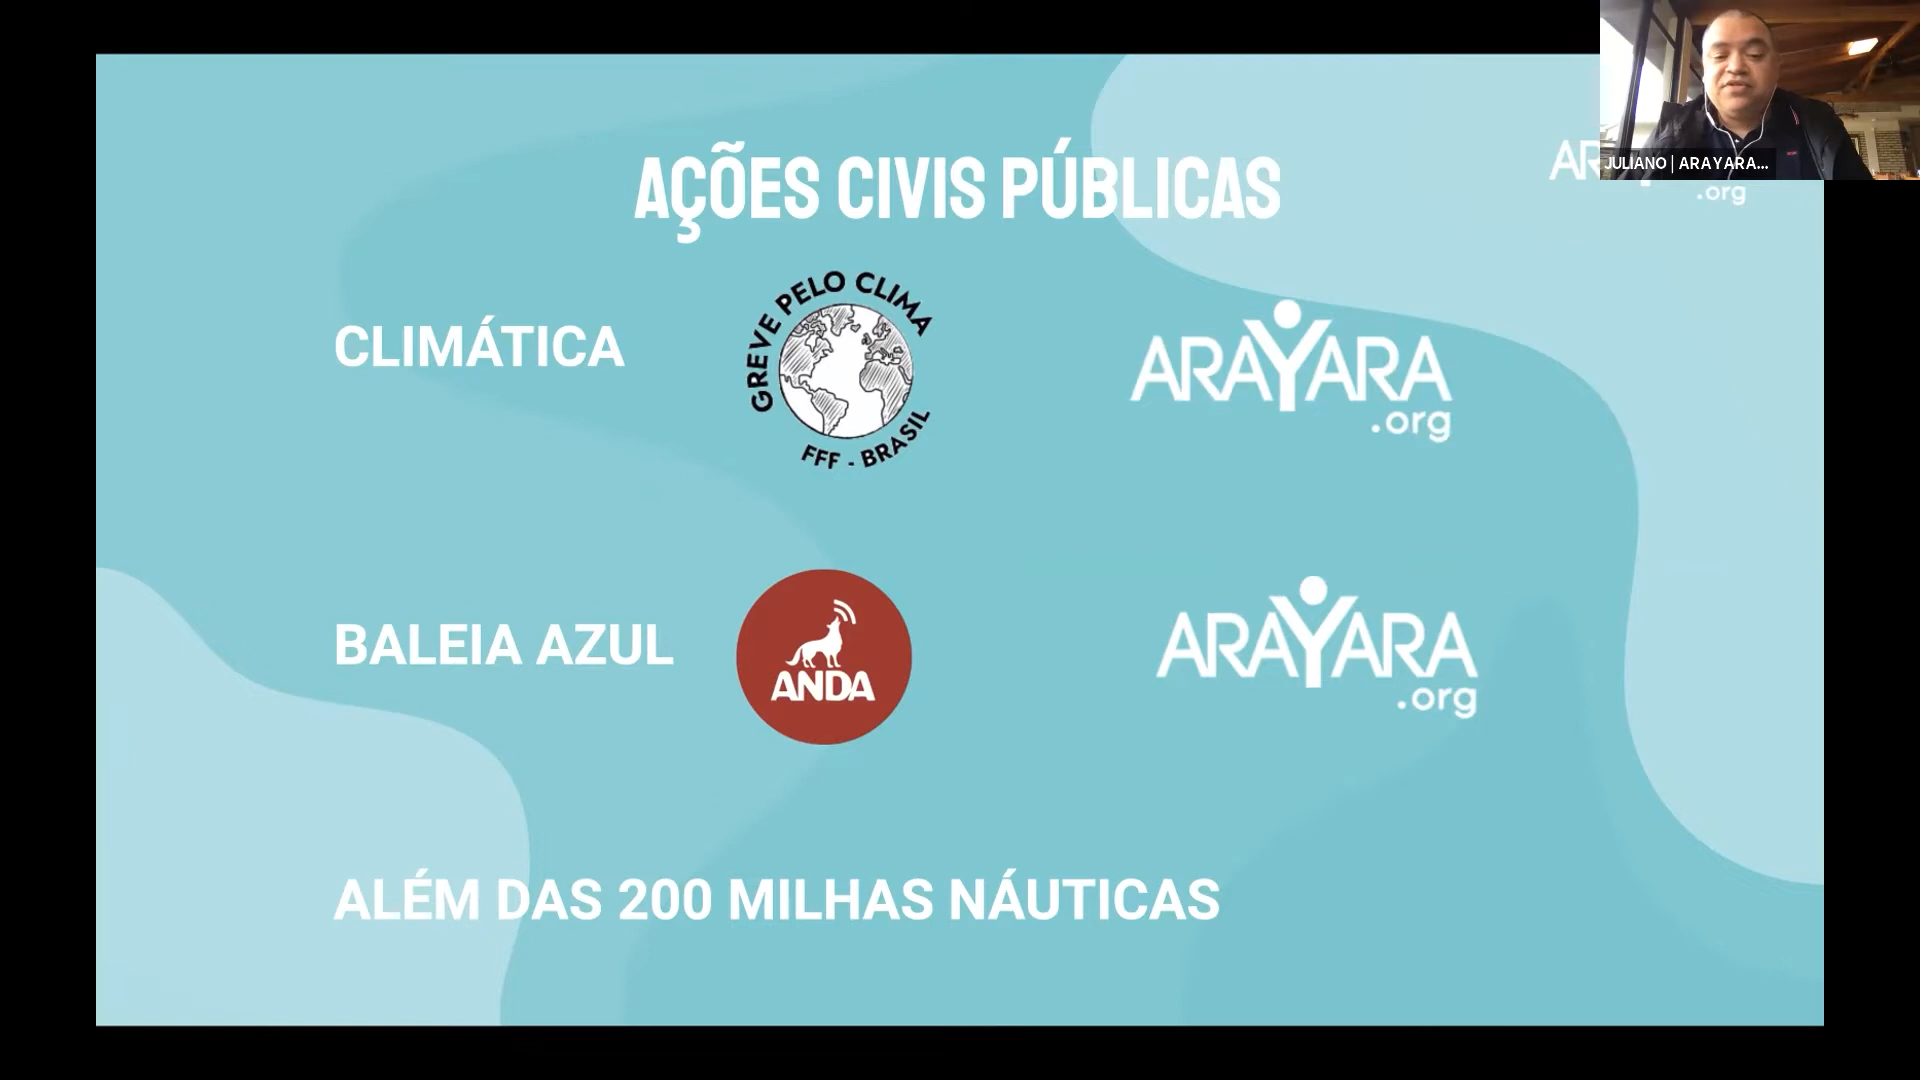 AÇÕES CIVIS PÚBLICAS
JULIANO | ARAYARA...
.org
CLIMÁTICA
GREVE PELO CLIMA
FFF - BRASIL
ARAYARA
.org
BALEIA AZUL
ANDA
ARAYARA
.org
ALÉM DAS 200 MILHAS NÁUTICAS